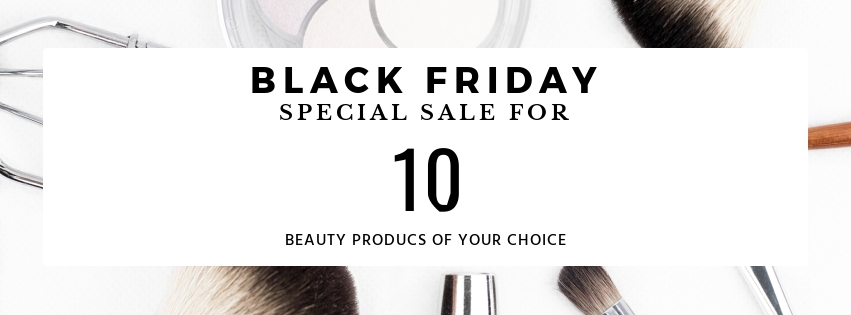 BLACK FRIDAY
SPECIAL SALE FOR
10
BEAUTY PRODUCS OF YOUR CHOICE